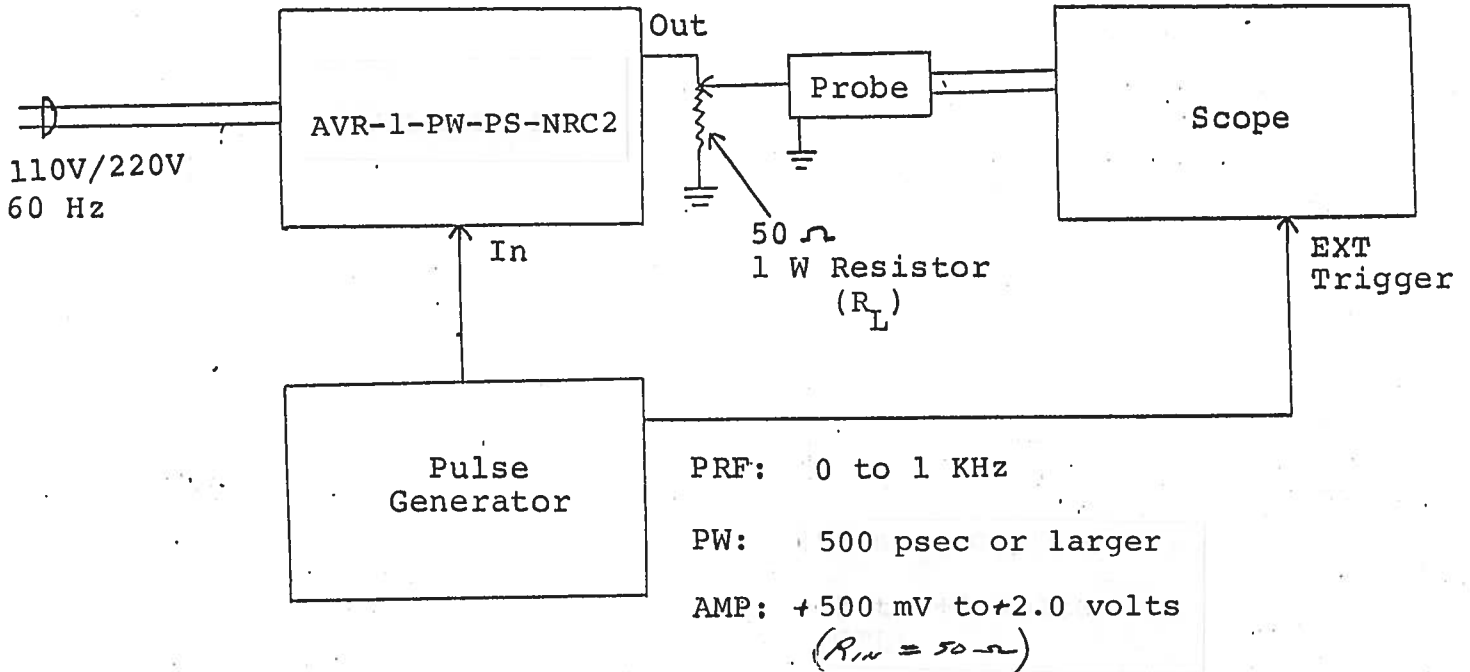 Out
AVR-1-PW-PS-NRC2
Probe
Scope
110V/220V
60 Hz
In
50 Ω
1 W Resistor
(R_L)
EXT
Trigger
Pulse
Generator
PRF: 0 to 1 KHz
PW: 500 psec or larger
AMP: +500 mV to+2.0 volts
(RIN = 50 Ω)